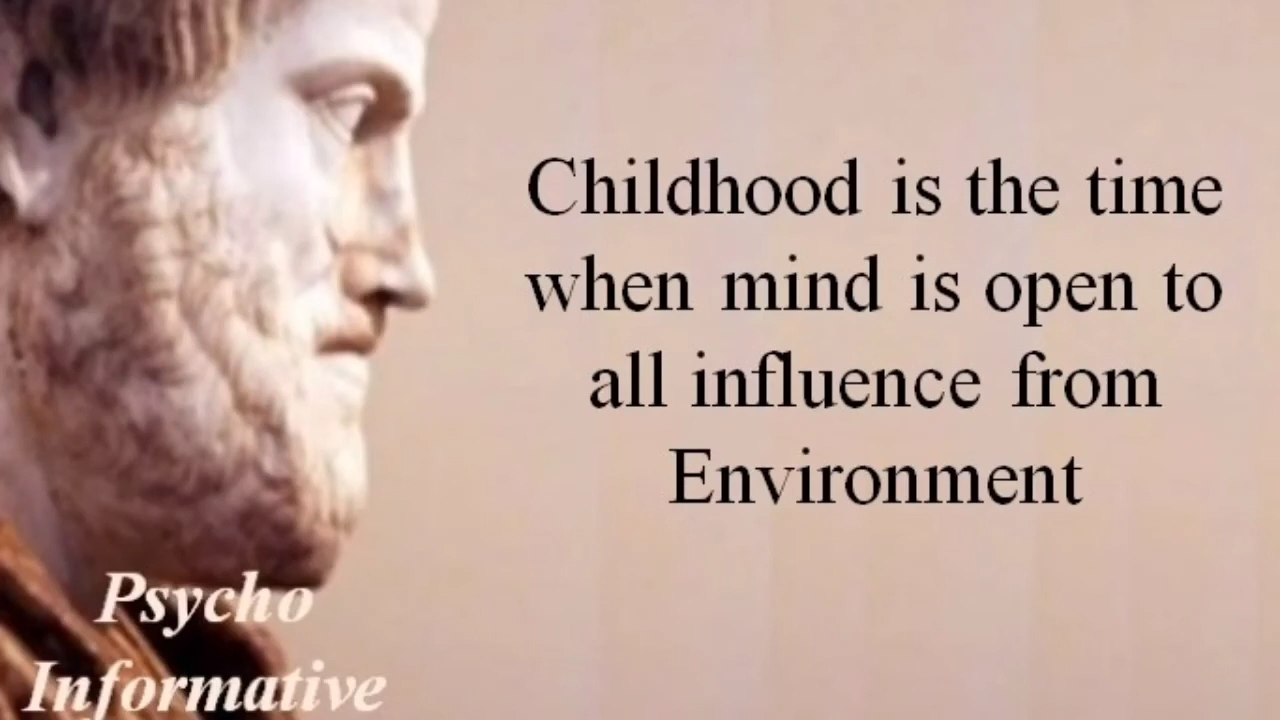 Childhood is the time
when mind is open to
all influence from
Environment
Psycho
Informative